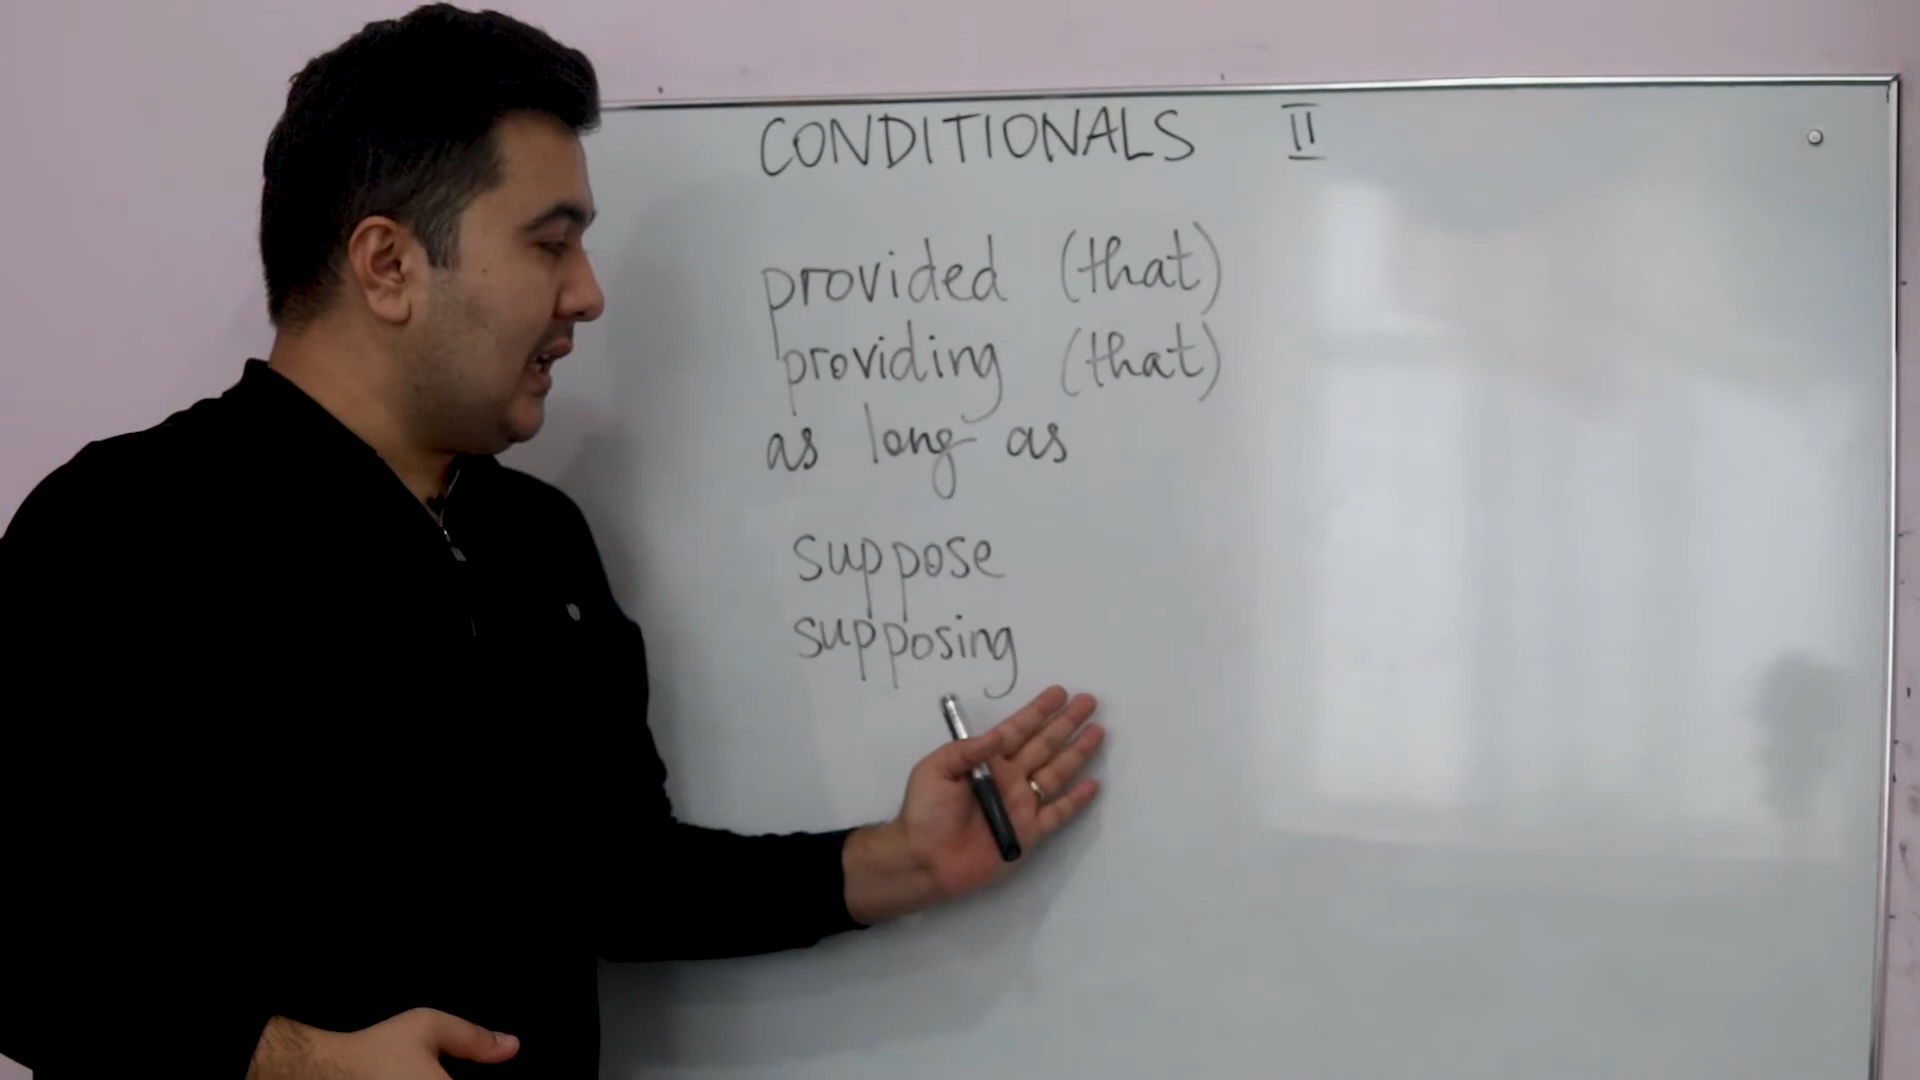 CONDITIONALS II
provided (that)
providing (that)
as long as
suppose
supposing